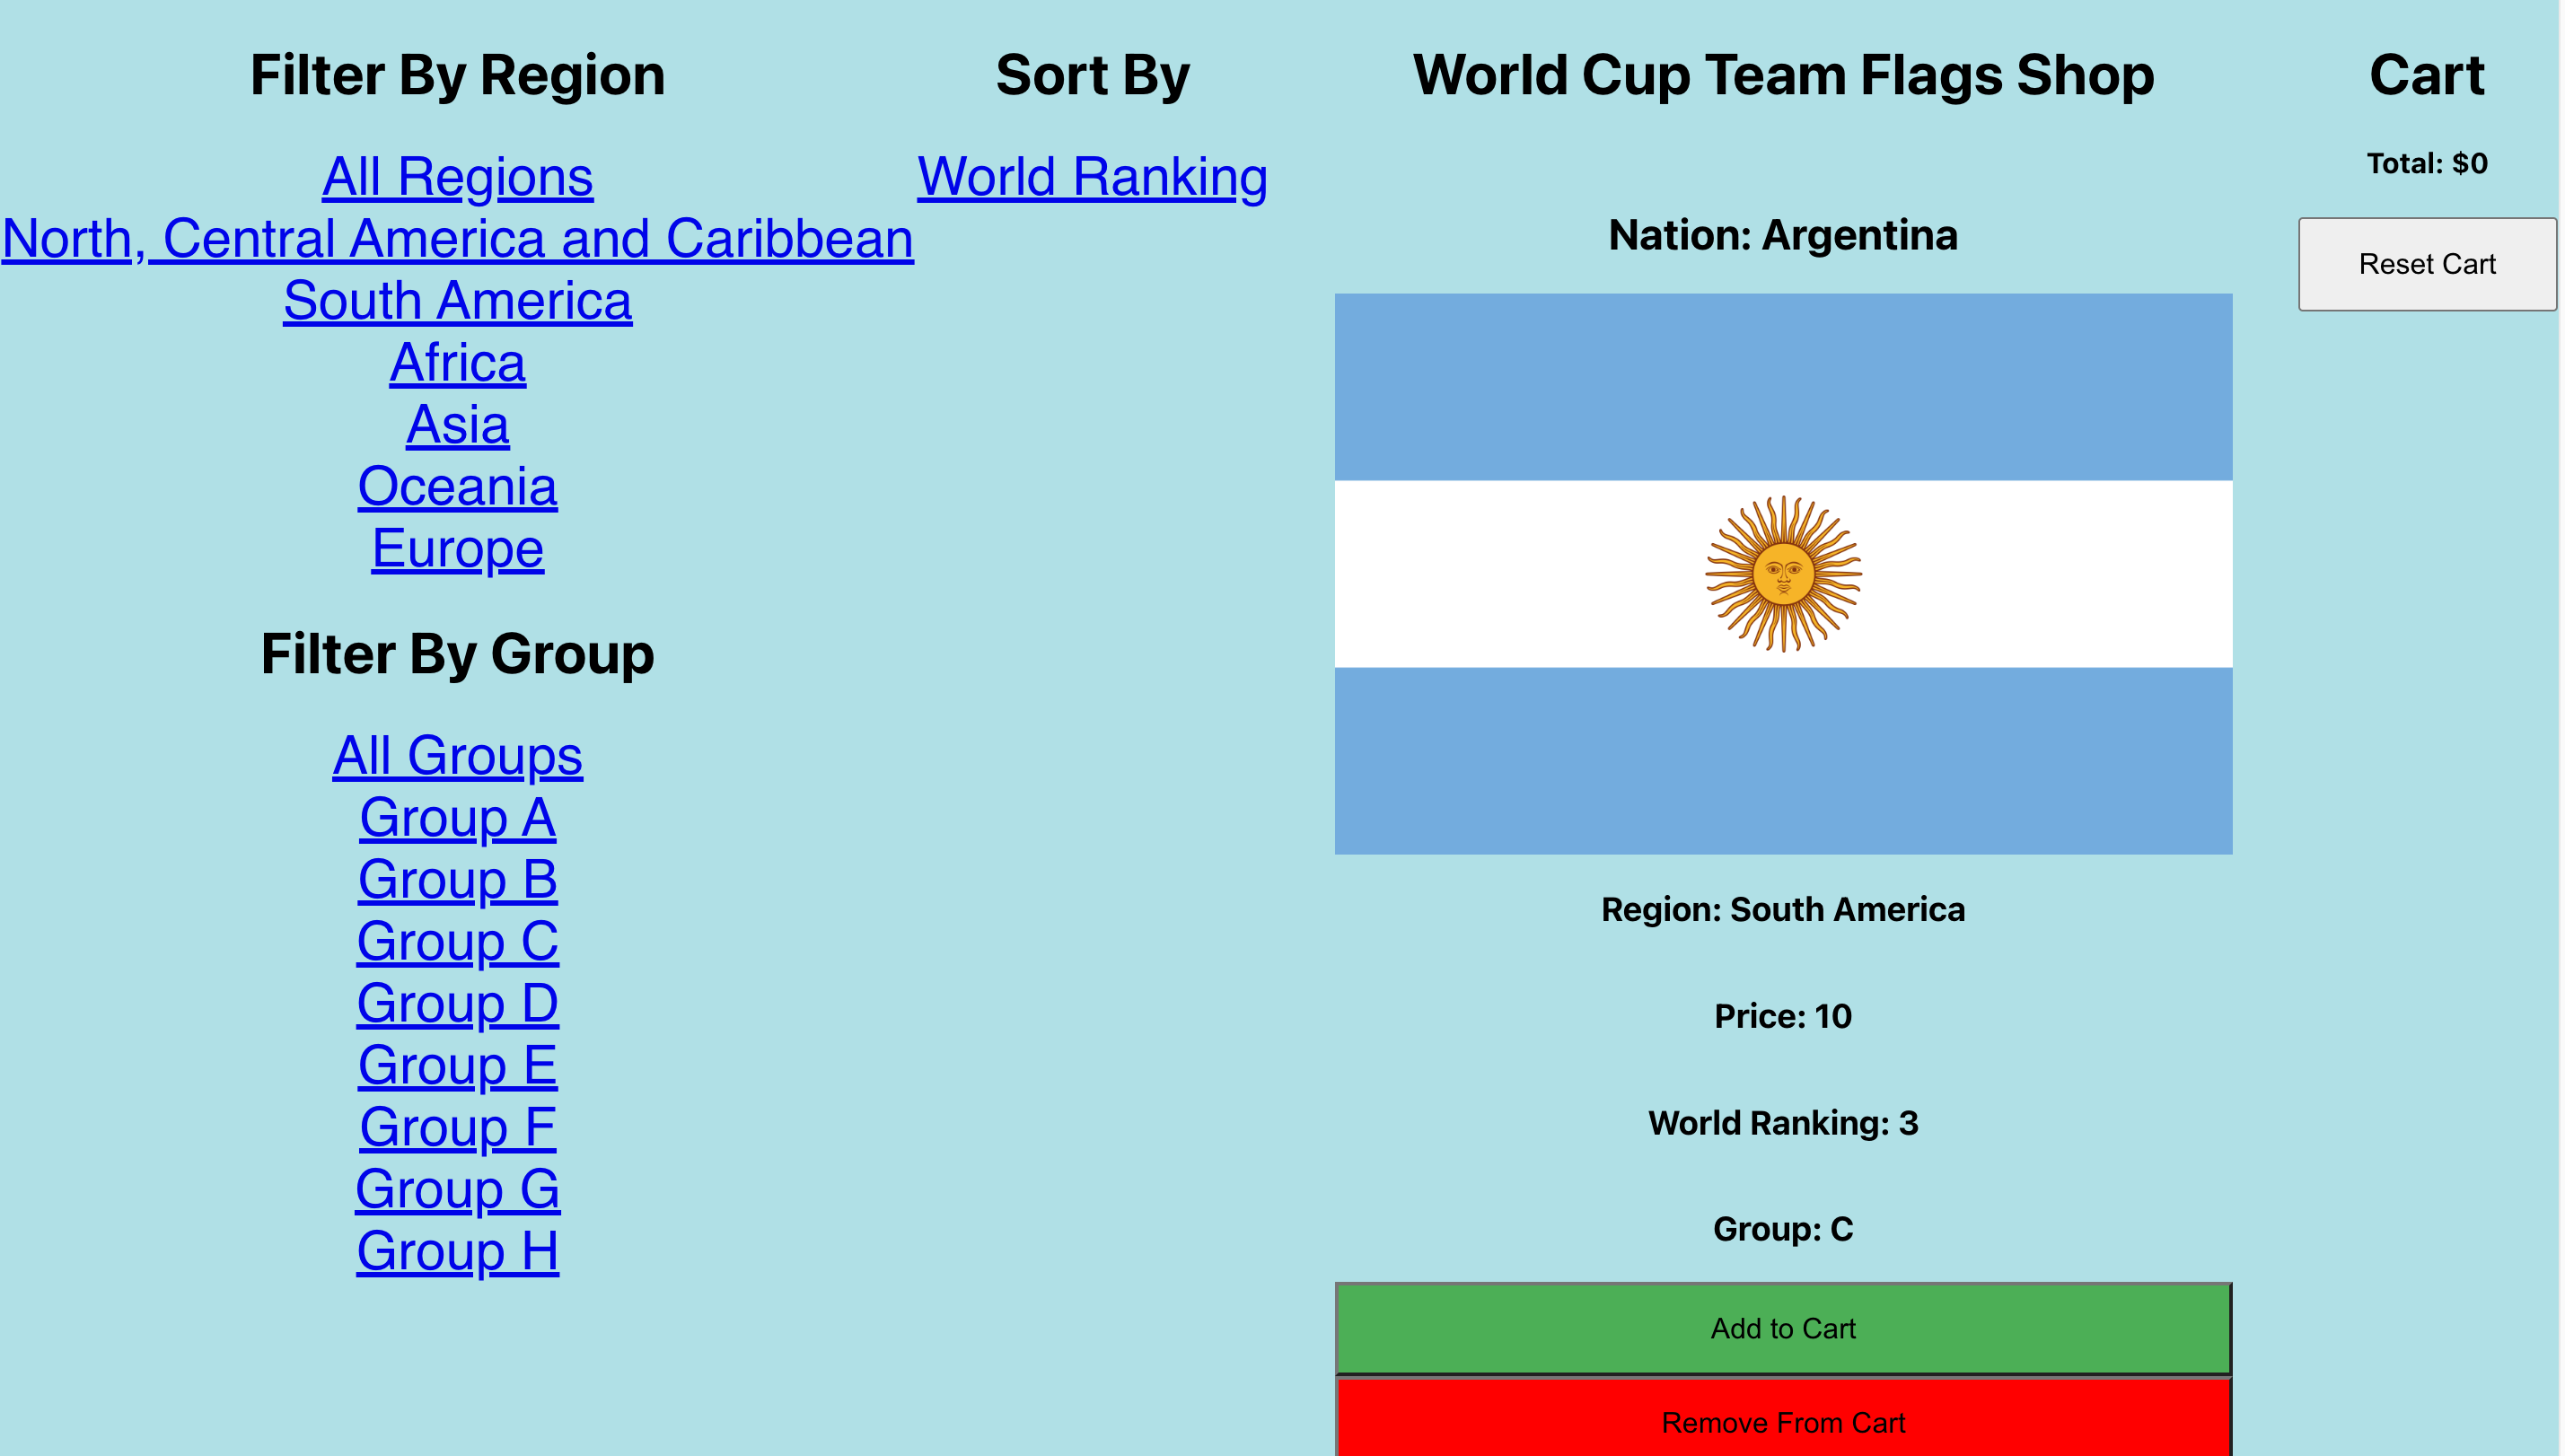 Filter By Region
All Regions
North, Central America and Caribbean
South America
Africa
Asia
Oceania
Europe
Filter By Group
All Groups
Group A
Group B
Group C
Group D
Group E
Group F
Group G
Group H
Sort By
World Ranking
World Cup Team Flags Shop
Nation: Argentina
Region: South America
Price: 10
World Ranking: 3
Group: C
Add to Cart
Remove From Cart
Cart
Total: $0
Reset Cart